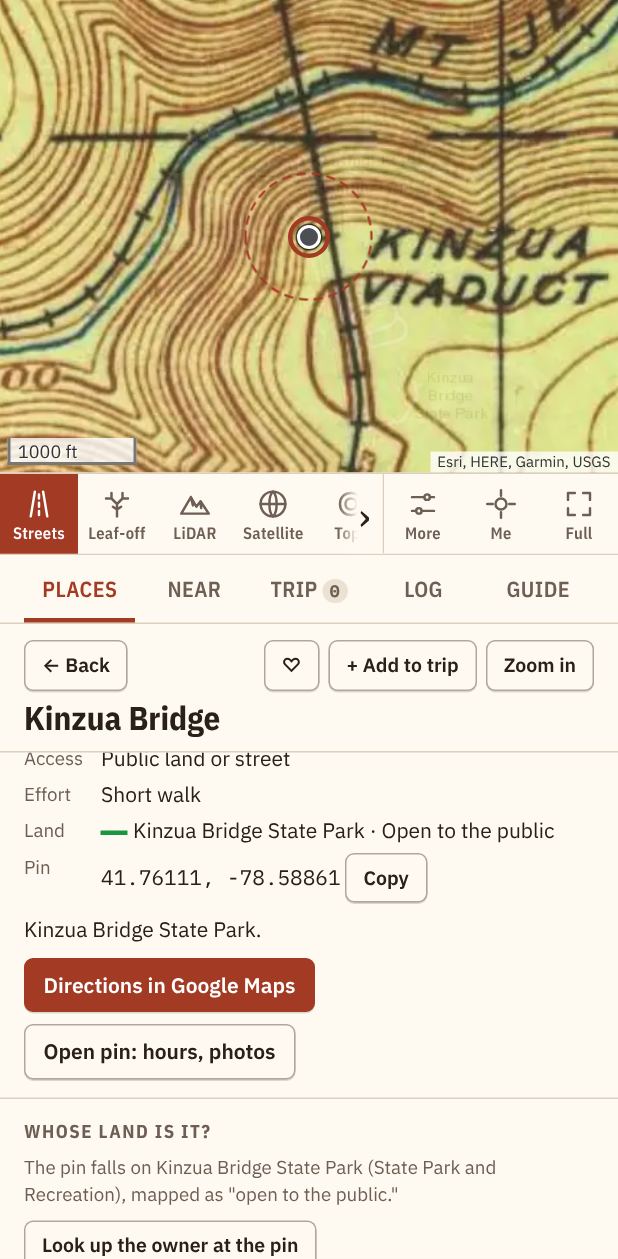 MT JE
KINZUA
VIADUCT
00
Kinzua
Bridge
State Park
1000 ft
Esri, HERE, Garmin, USGS
Streets
Leaf-off
LiDAR
Satellite
Top
More
Me
Full
PLACES
NEAR
TRIP 0
LOG
GUIDE
← Back
+ Add to trip
Zoom in
Kinzua Bridge
Access Public land or street
Effort Short walk
Land Kinzua Bridge State Park · Open to the public
Pin 41.76111, -78.58861 Copy
Kinzua Bridge State Park.
Directions in Google Maps
Open pin: hours, photos
WHOSE LAND IS IT?
The pin falls on Kinzua Bridge State Park (State Park and
Recreation), mapped as "open to the public."
Look up the owner at the pin